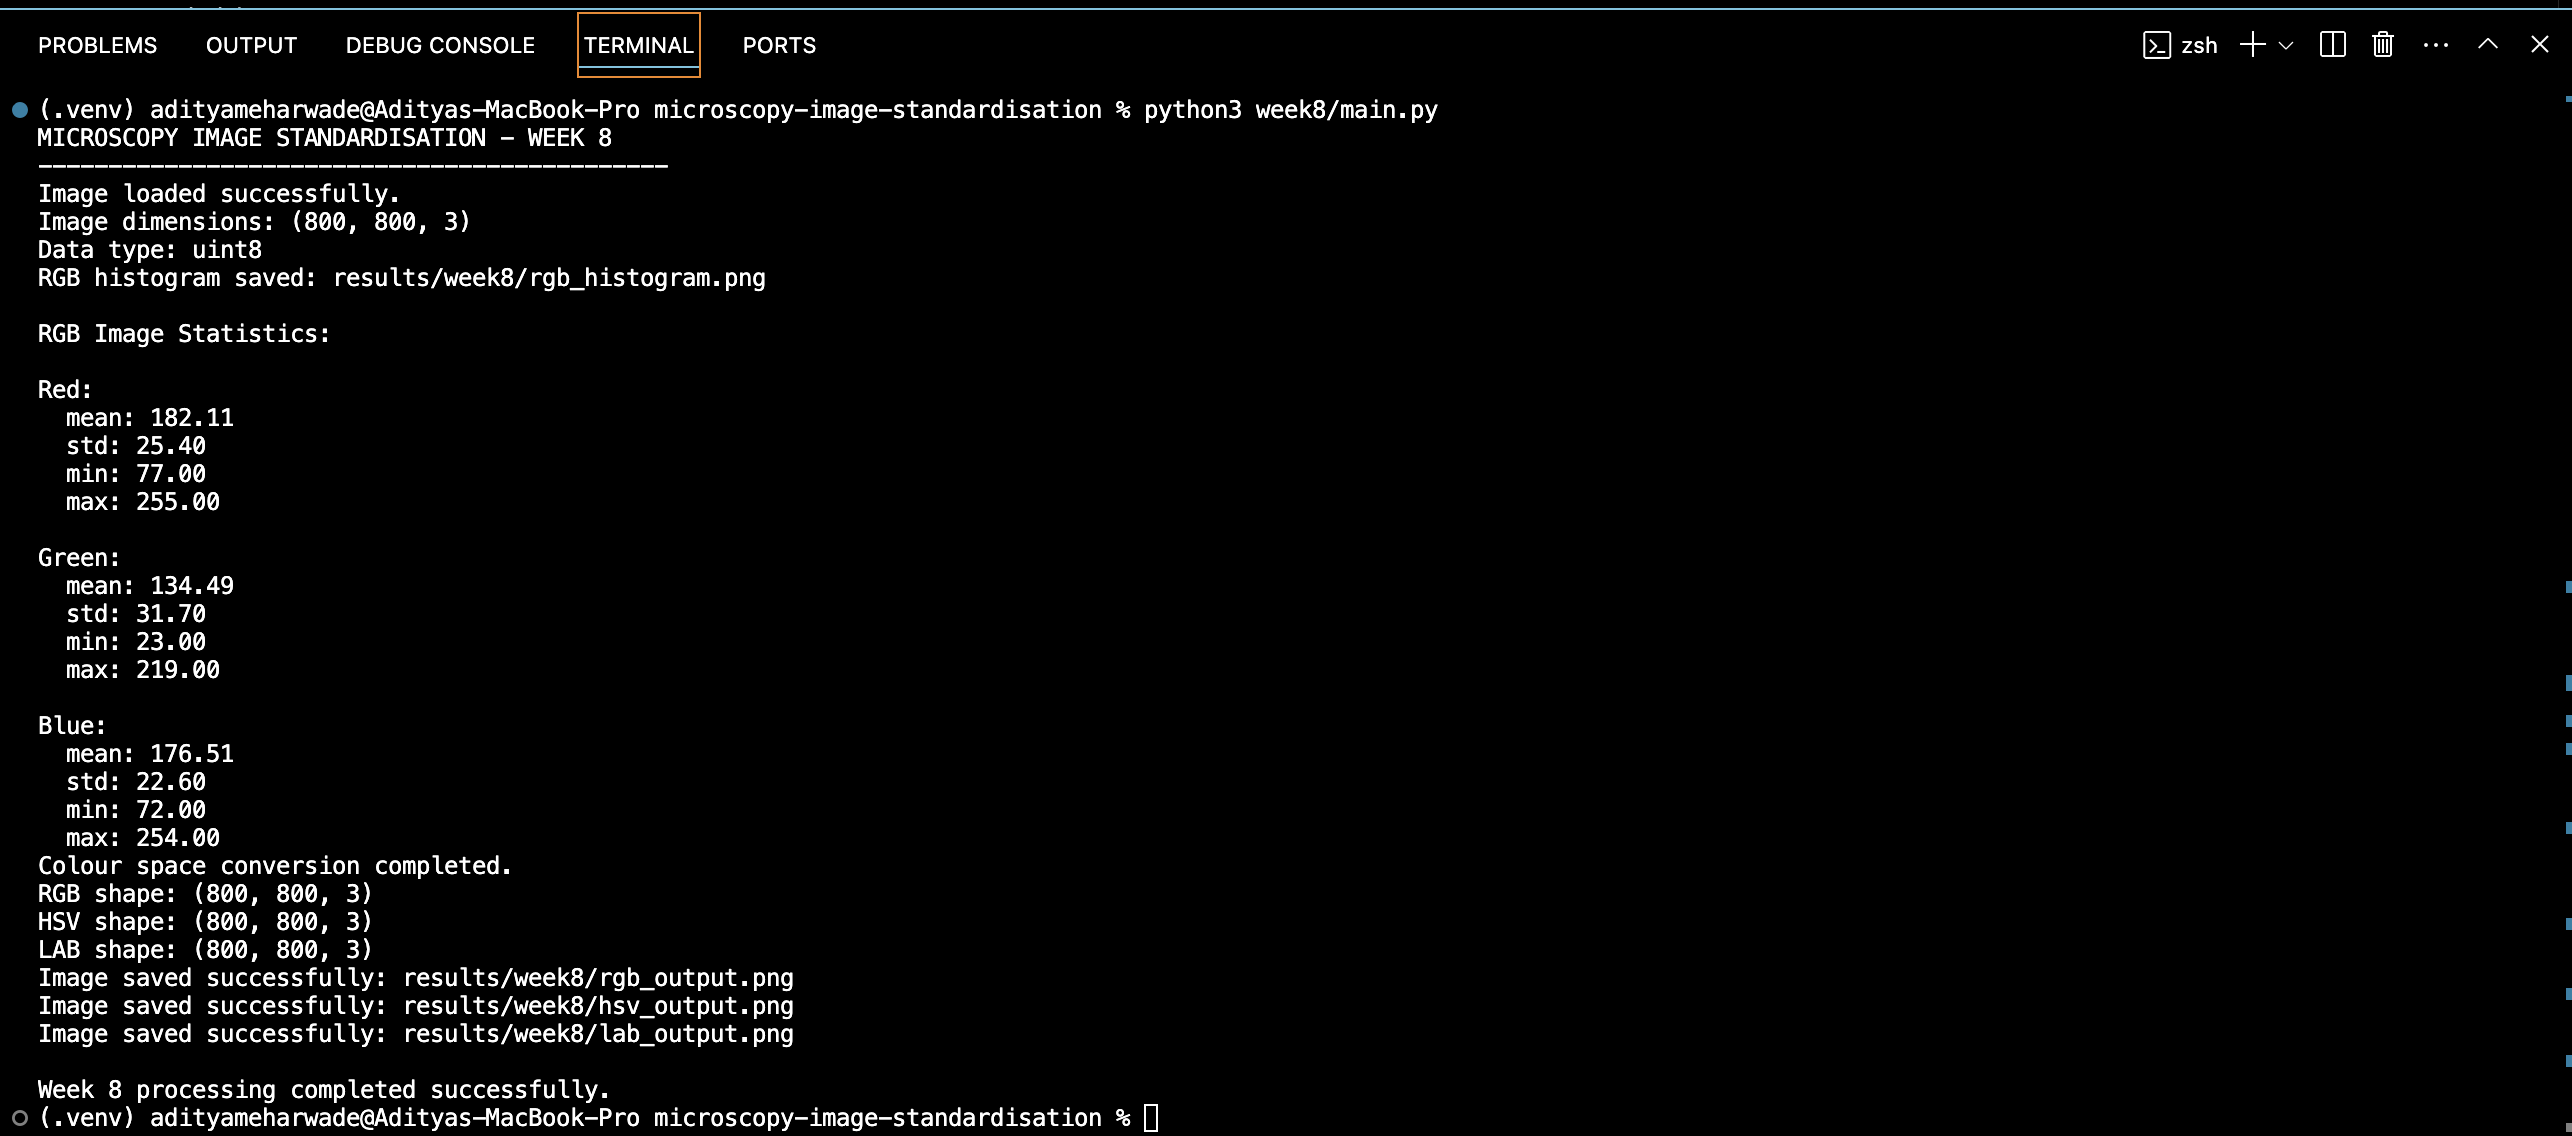 PROBLEMS OUTPUT DEBUG CONSOLE TERMINAL PORTS zsh
(.venv) adityameharwade@Adityas-MacBook-Pro microscopy-image-standardisation % python3 week8/main.py
MICROSCOPY IMAGE STANDARDISATION - WEEK 8
---------------------------------------------
Image loaded successfully.
Image dimensions: (800, 800, 3)
Data type: uint8
RGB histogram saved: results/week8/rgb_histogram.png
RGB Image Statistics:
Red:
mean: 182.11
std: 25.40
min: 77.00
max: 255.00
Green:
mean: 134.49
std: 31.70
min: 23.00
max: 219.00
Blue:
mean: 176.51
std: 22.60
min: 72.00
max: 254.00
Colour space conversion completed.
RGB shape: (800, 800, 3)
HSV shape: (800, 800, 3)
LAB shape: (800, 800, 3)
Image saved successfully: results/week8/rgb_output.png
Image saved successfully: results/week8/hsv_output.png
Image saved successfully: results/week8/lab_output.png
Week 8 processing completed successfully.
(.venv) adityameharwade@Adityas-MacBook-Pro microscopy-image-standardisation %